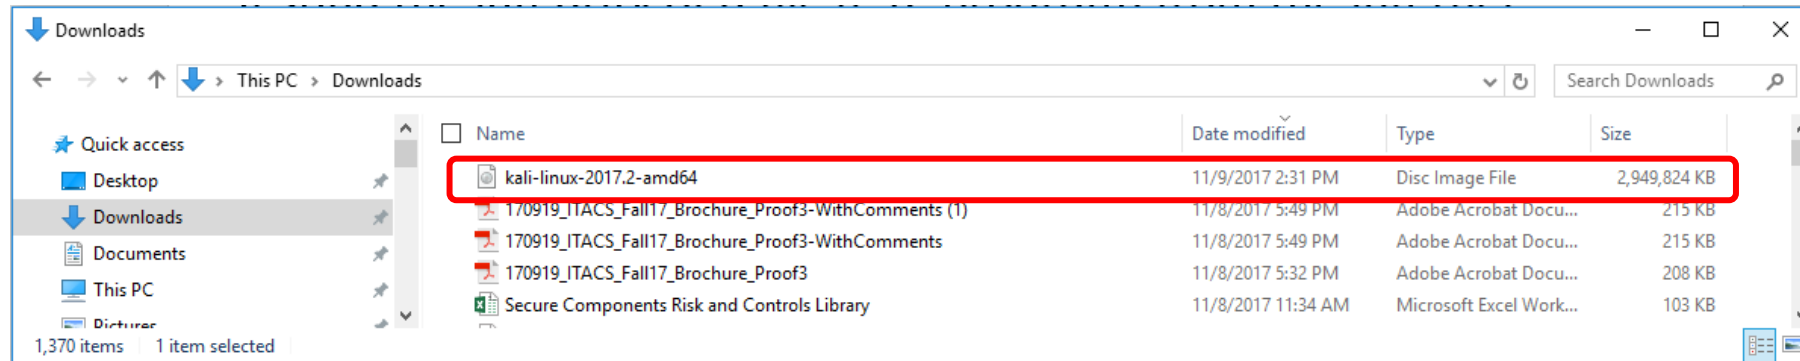 Downloads
This PC > Downloads
Search Downloads
Quick access
Desktop
Downloads
Documents
This PC
Pictures
Name Date modified Type Size
kali-linux-2017.2-amd64 11/9/2017 2:31 PM Disc Image File 2,949,824 KB
170919_ITACS_Fall17_Brochure_Proof3-WithComments (1) 11/8/2017 5:49 PM Adobe Acrobat Docu... 215 KB
170919_ITACS_Fall17_Brochure_Proof3-WithComments 11/8/2017 5:49 PM Adobe Acrobat Docu... 215 KB
170919_ITACS_Fall17_Brochure_Proof3 11/8/2017 5:32 PM Adobe Acrobat Docu... 208 KB
Secure Components Risk and Controls Library 11/8/2017 11:34 AM Microsoft Excel Work... 103 KB
1,370 items 1 item selected